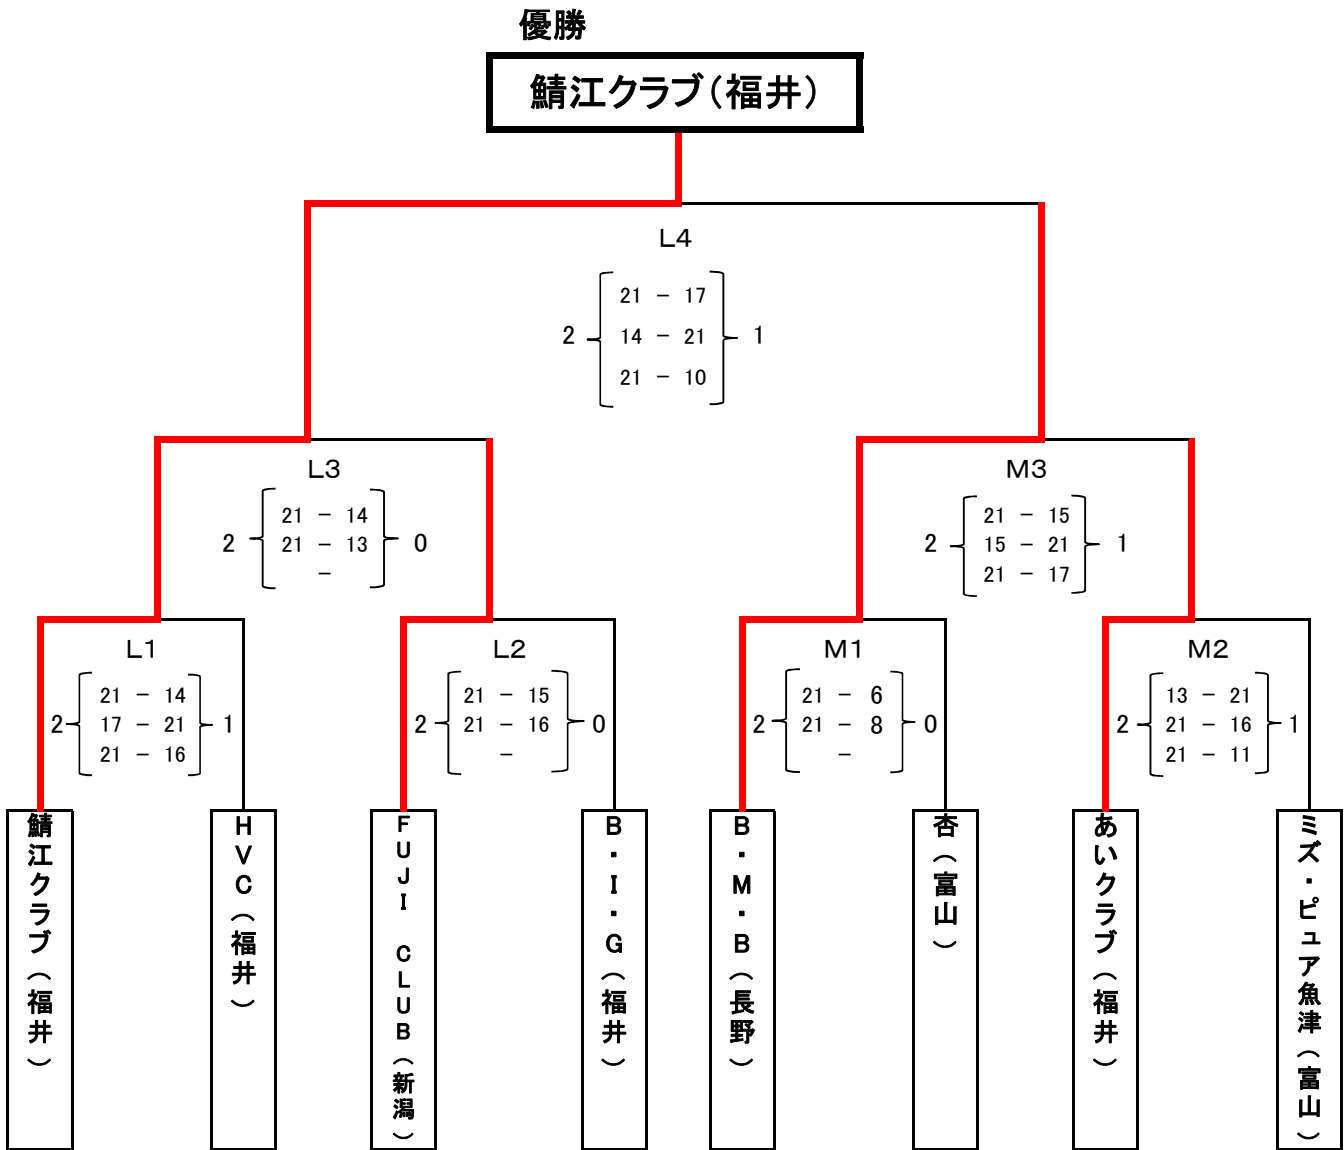 優勝
鯖江クラブ（福井）
L4
21 － 17
2 14 － 21 1
21 － 10
L3
21 － 14
2 21 － 13 0
－
M3
21 － 15
2 15 － 21 1
21 － 17
L1
21 － 14
2 17 － 21 1
21 － 16
L2
21 － 15
2 21 － 16 0
－
M1
21 － 6
2 21 － 8 0
－
M2
13 － 21
2 21 － 16 1
21 － 11
鯖江クラブ（福井）
HVC（福井）
FUJI CLUB（新潟）
B・I・G（福井）
B・M・B（長野）
杏（富山）
あいクラブ（福井）
ミズ・ピュア魚津（富山）